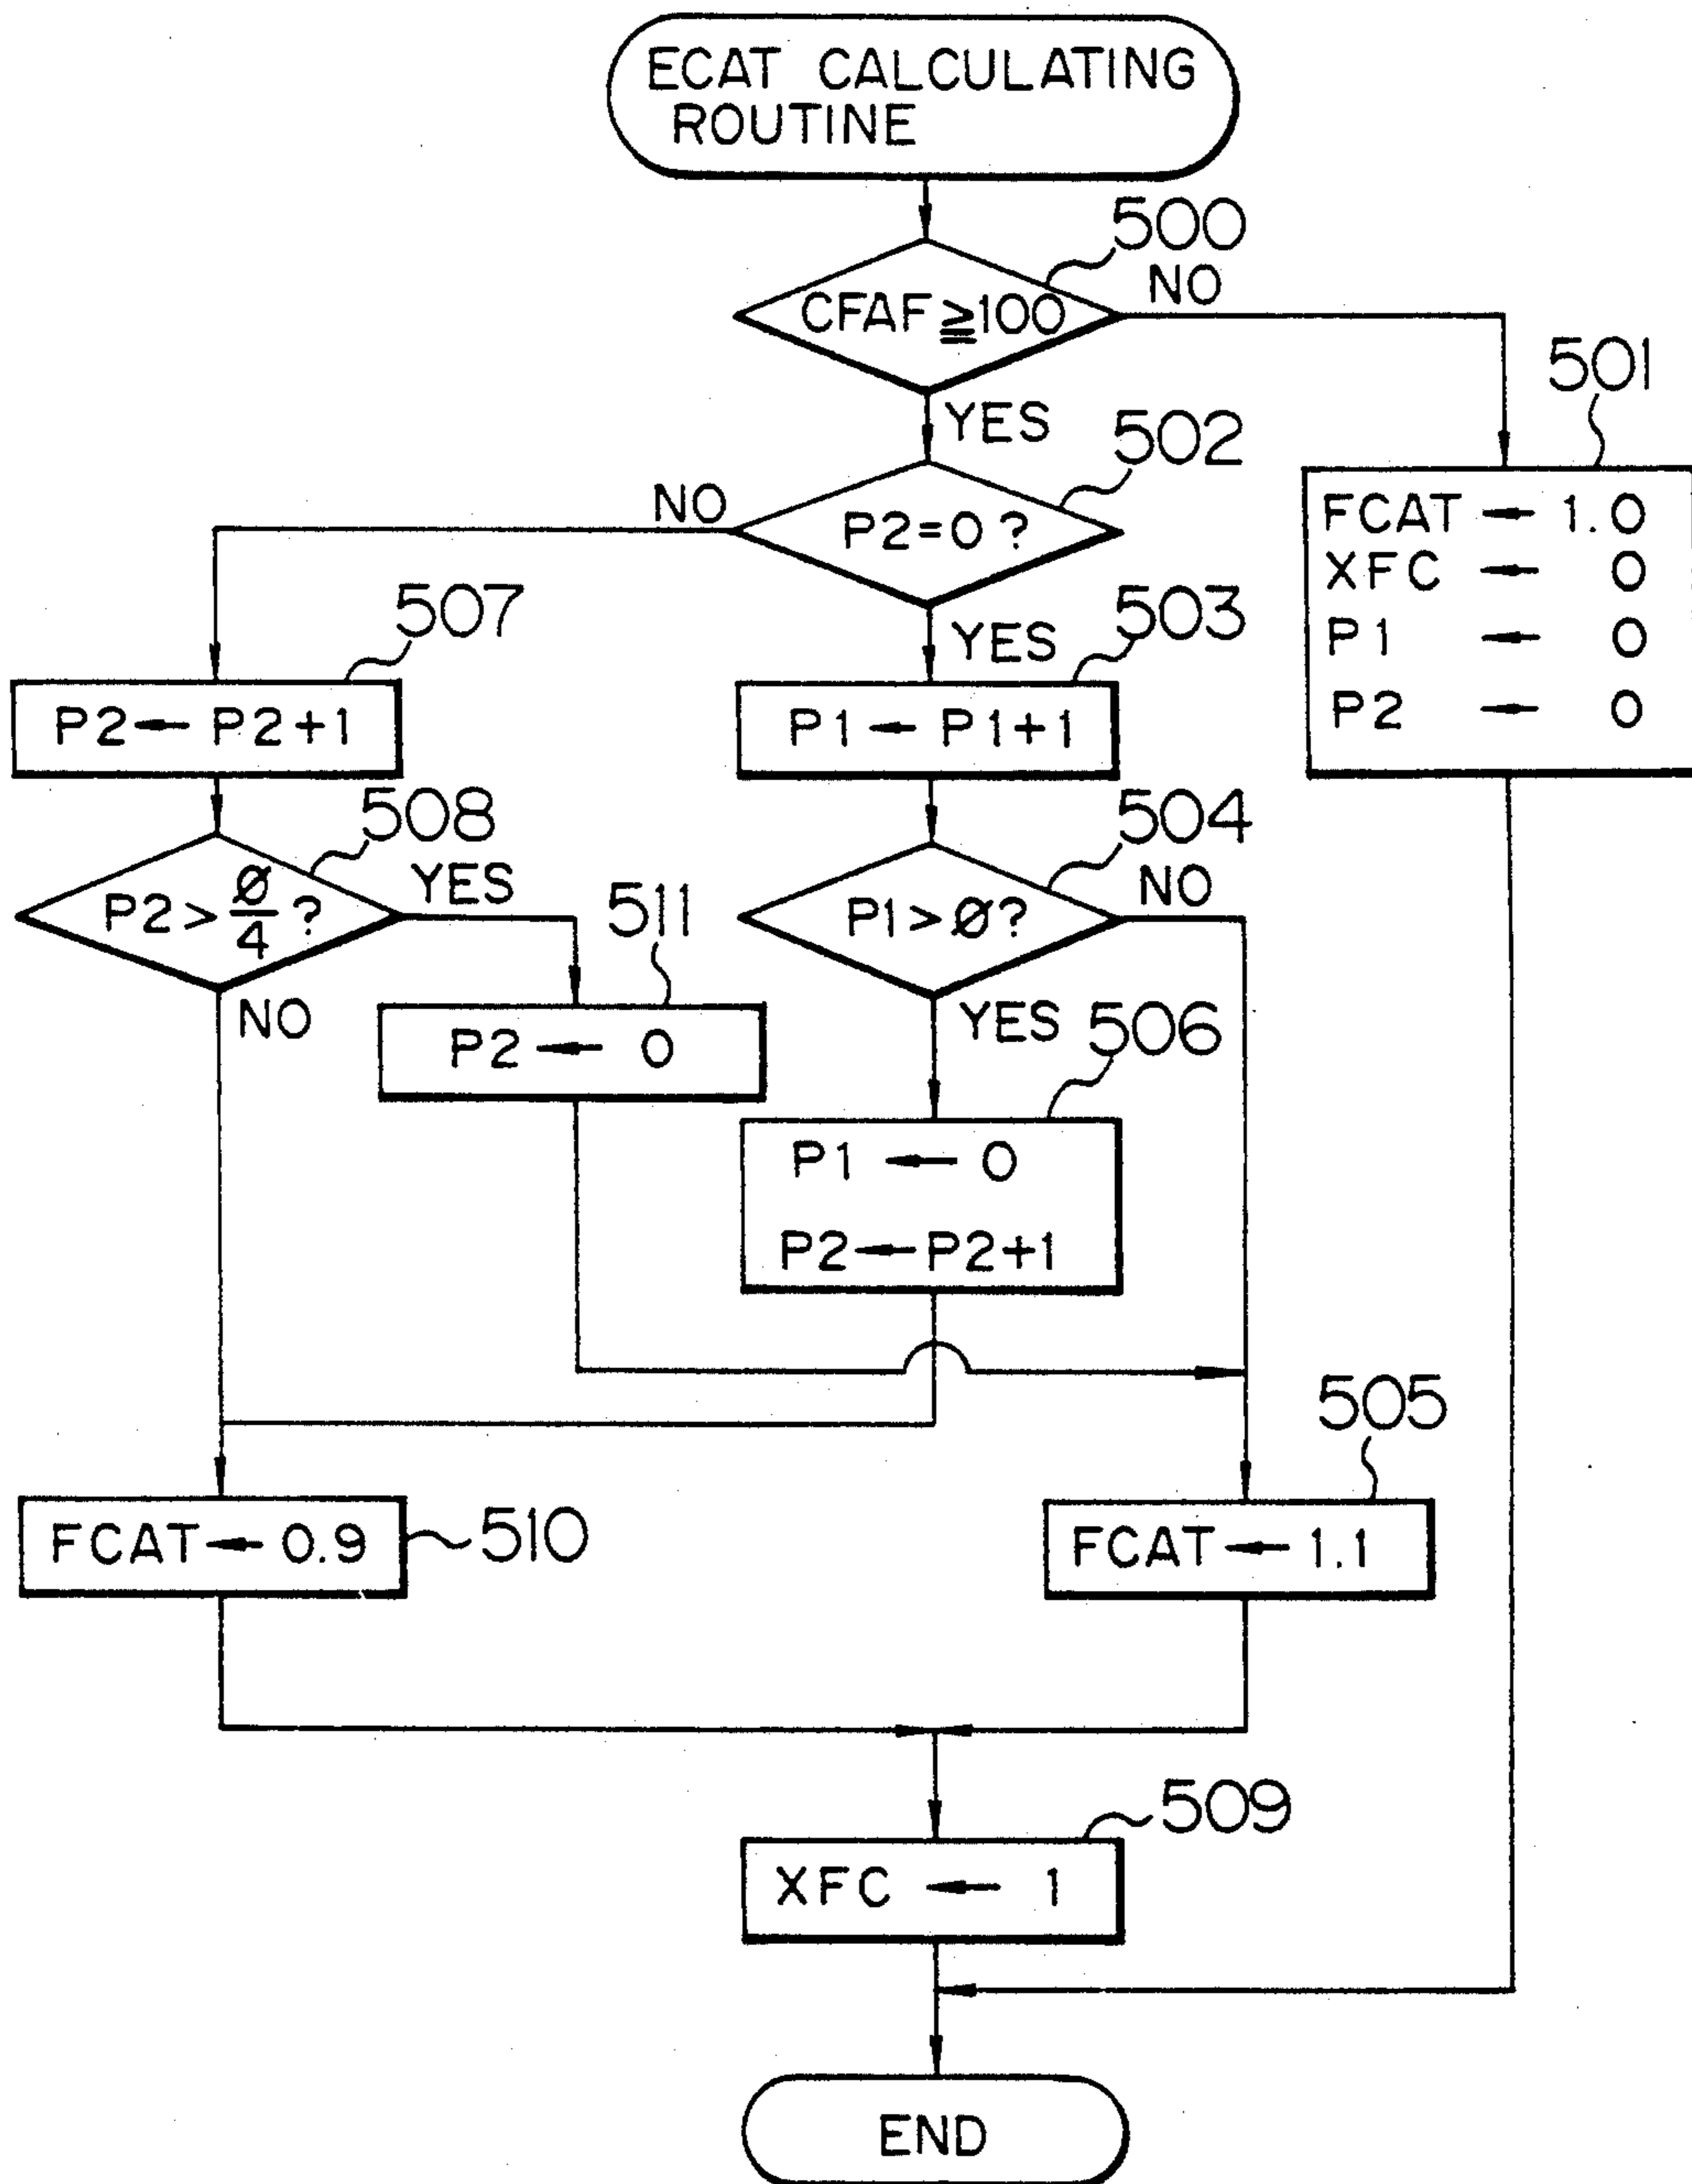 ECAT CALCULATING
ROUTINE
500
CFAF ≧ 100
NO
YES
501
FCAT ← 1.0
XFC ← 0
P1 ← 0
P2 ← 0
502
P2=0 ?
NO
YES
507
P2 ← P2+1
503
P1 ← P1+1
508
P2 > ø/4 ?
YES
NO
504
P1 > ø?
NO
YES
511
P2 ← 0
506
P1 ← 0
P2 ← P2+1
505
FCAT ← 1.1
FCAT ← 0.9
510
509
XFC ← 1
END